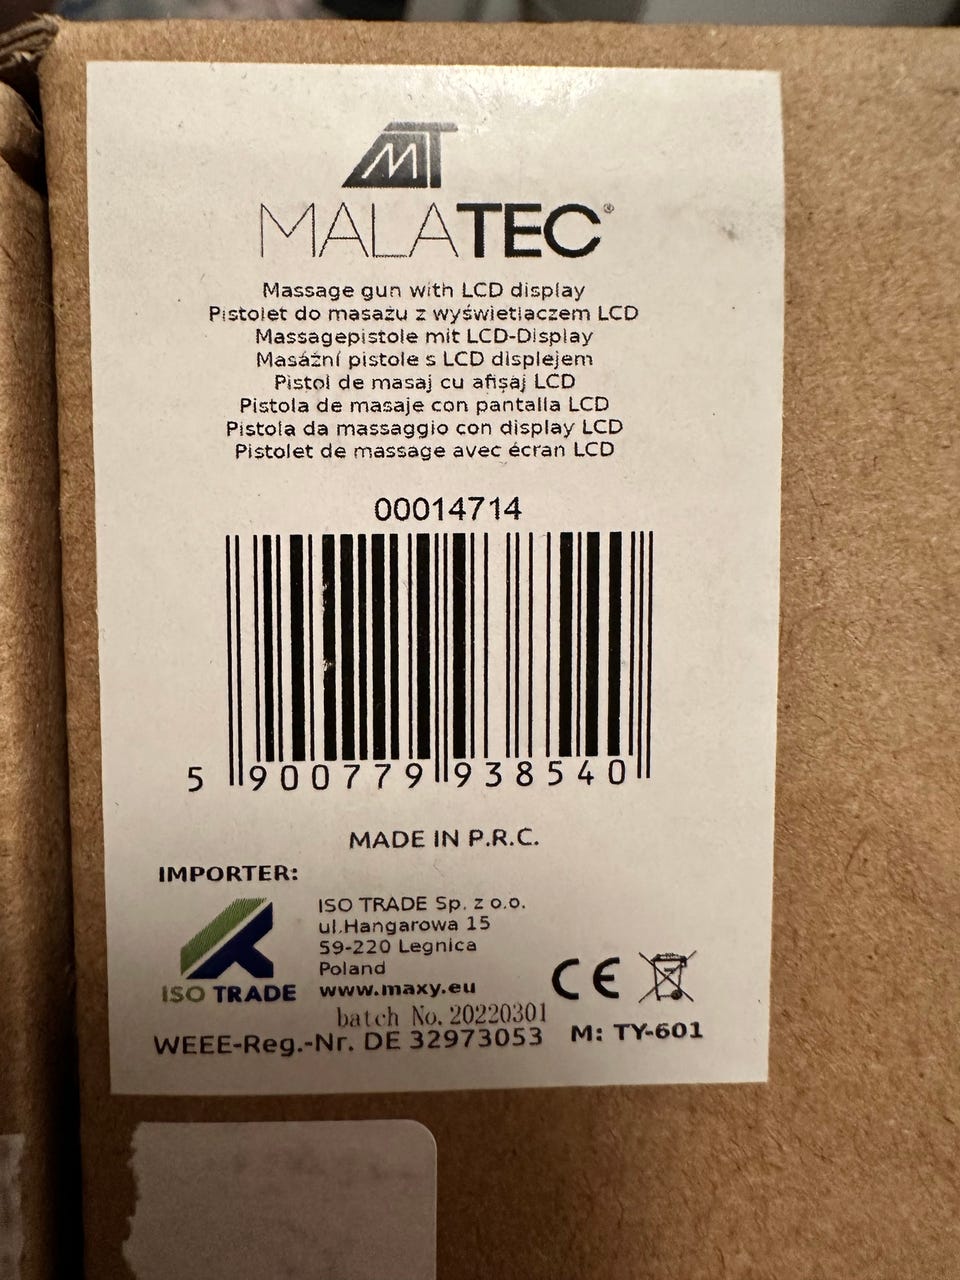 MT
MALATEC®
Massage gun with LCD display
Pistolet do masażu z wyświetlaczem LCD
Massagepistole mit LCD-Display
Masážní pistole s LCD displejem
Pistol de masaj cu afișaj LCD
Pistola de masaje con pantalla LCD
Pistola da massaggio con display LCD
Pistolet de massage avec écran LCD
00014714
5 900779 938540
MADE IN P.R.C.
IMPORTER:
ISO TRADE
ISO TRADE Sp. z o.o.
ul.Hangarowa 15
59-220 Legnica
Poland
www.maxy.eu
CE
batch No. 20220301
WEEE-Reg.-Nr. DE 32973053 M: TY-601